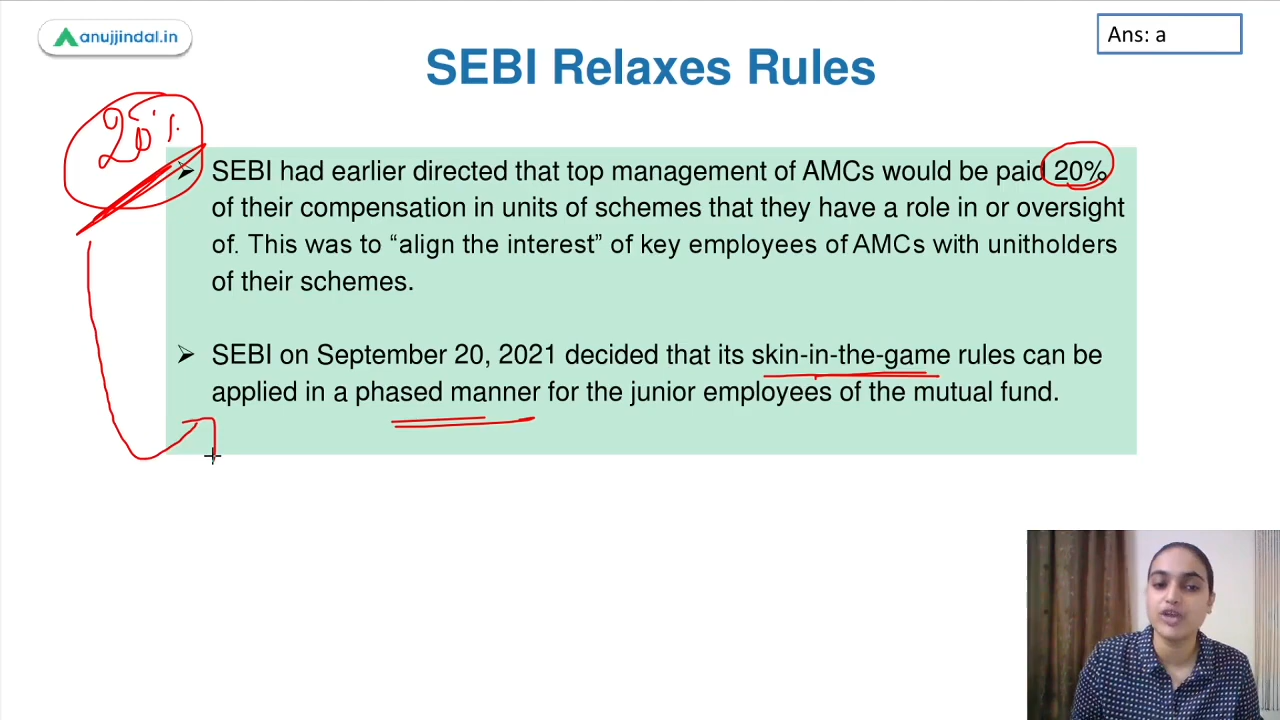 anujjindal.in
Ans: a
SEBI Relaxes Rules
20%
➢ SEBI had earlier directed that top management of AMCs would be paid 20%
of their compensation in units of schemes that they have a role in or oversight
of. This was to “align the interest” of key employees of AMCs with unitholders
of their schemes.
➢ SEBI on September 20, 2021 decided that its skin-in-the-game rules can be
applied in a phased manner for the junior employees of the mutual fund.